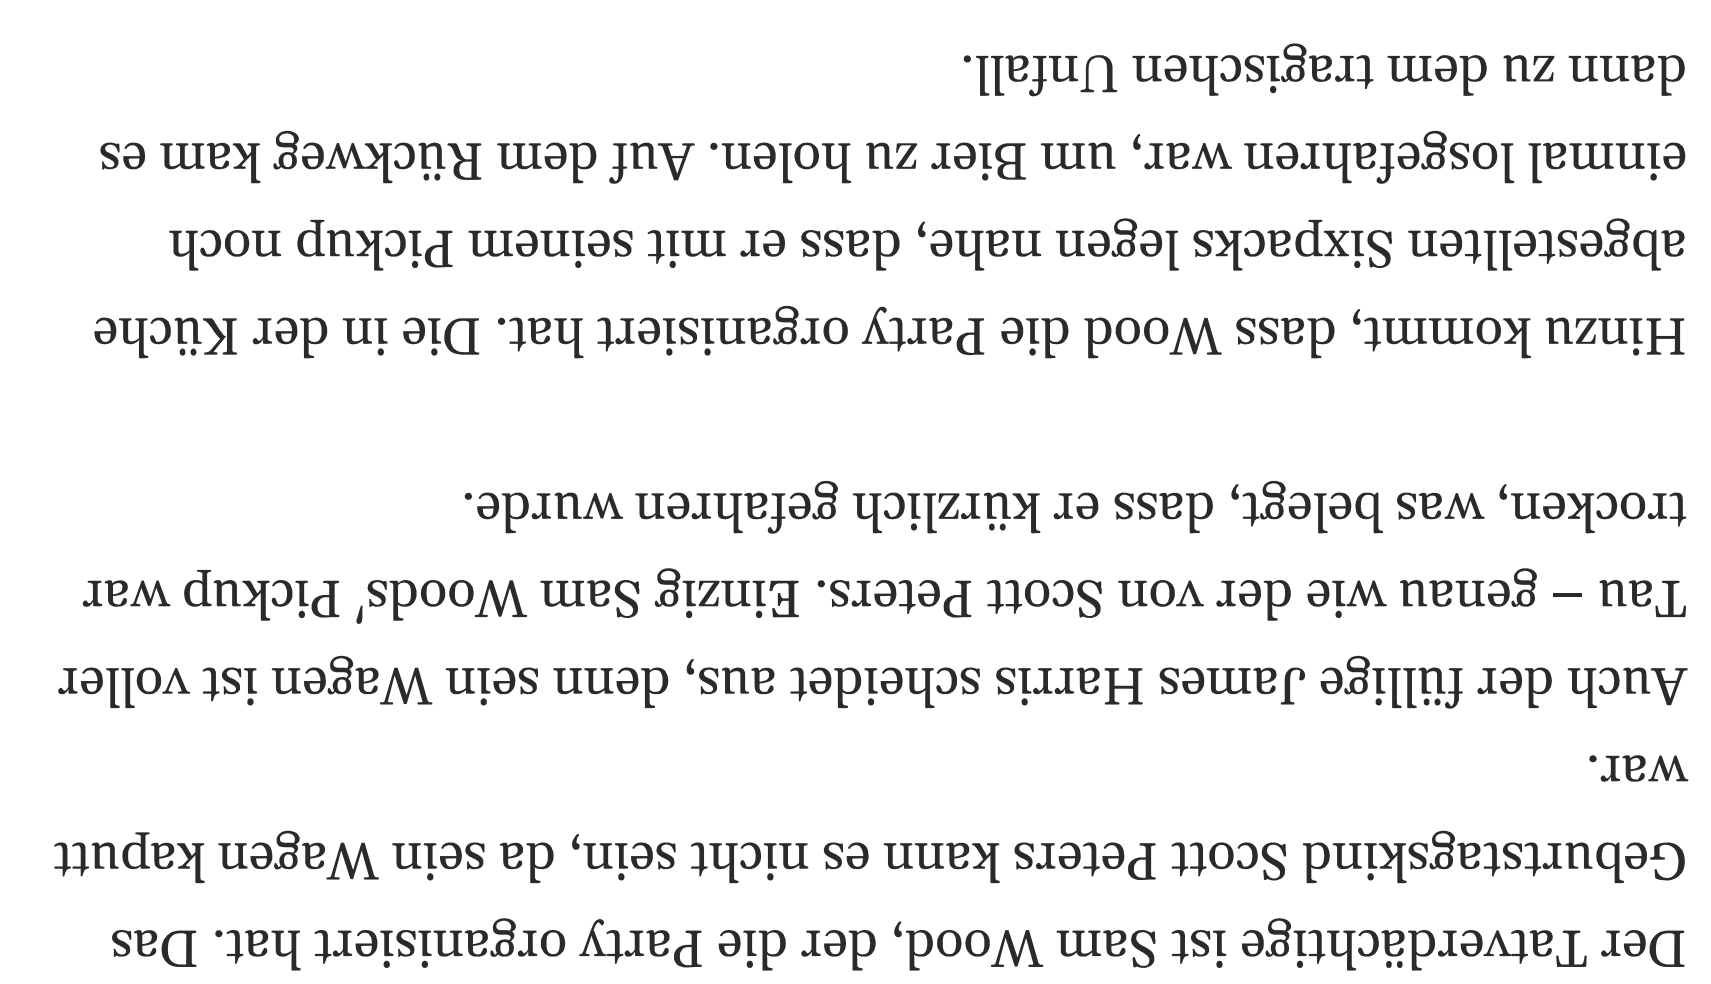 Der Tatverdächtige ist Sam Wood, der die Party organisiert hat. Das
Geburtstagskind Scott Peters kann es nicht sein, da sein Wagen kaputt
war.
Auch der füllige James Harris scheidet aus, denn sein Wagen ist voller
Tau – genau wie der von Scott Peters. Einzig Sam Woods' Pickup war
trocken, was belegt, dass er kürzlich gefahren wurde.
Hinzu kommt, dass Wood die Party organisiert hat. Die in der Küche
abgestellten Sixpacks legen nahe, dass er mit seinem Pickup noch
einmal losgefahren war, um Bier zu holen. Auf dem Rückweg kam es
dann zu dem tragischen Unfall.